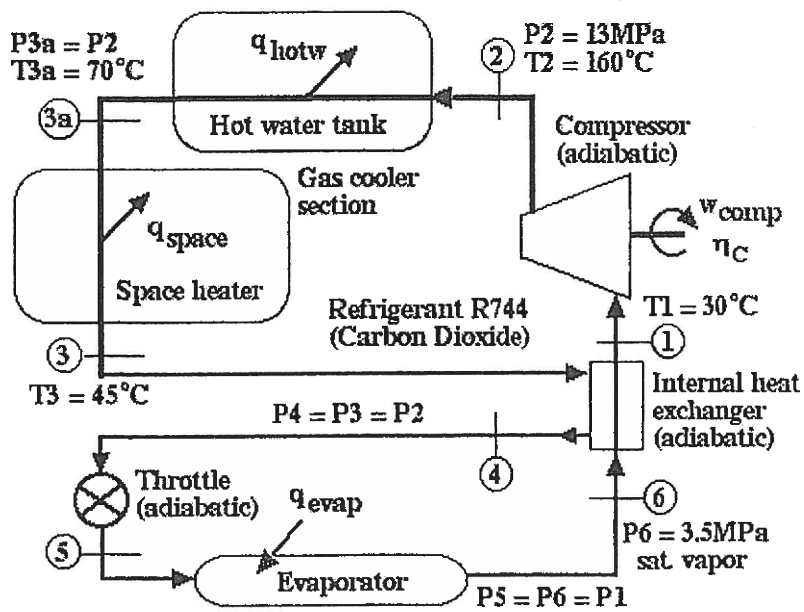 P3a = P2
T3a = 70°C
3a
q hotw
Hot water tank
2
P2 = 13MPa
T2 = 160°C
Compressor
(adiabatic)
Gas cooler
section
q space
Space heater
w comp
ηC
Refrigerant R744
(Carbon Dioxide)
T1 = 30°C
1
3
T3 = 45°C
P4 = P3 = P2
4
Internal heat
exchanger
(adiabatic)
Throttle
(adiabatic)
q evap
6
P6 = 3.5MPa
sat. vapor
5
Evaporator
P5 = P6 = P1